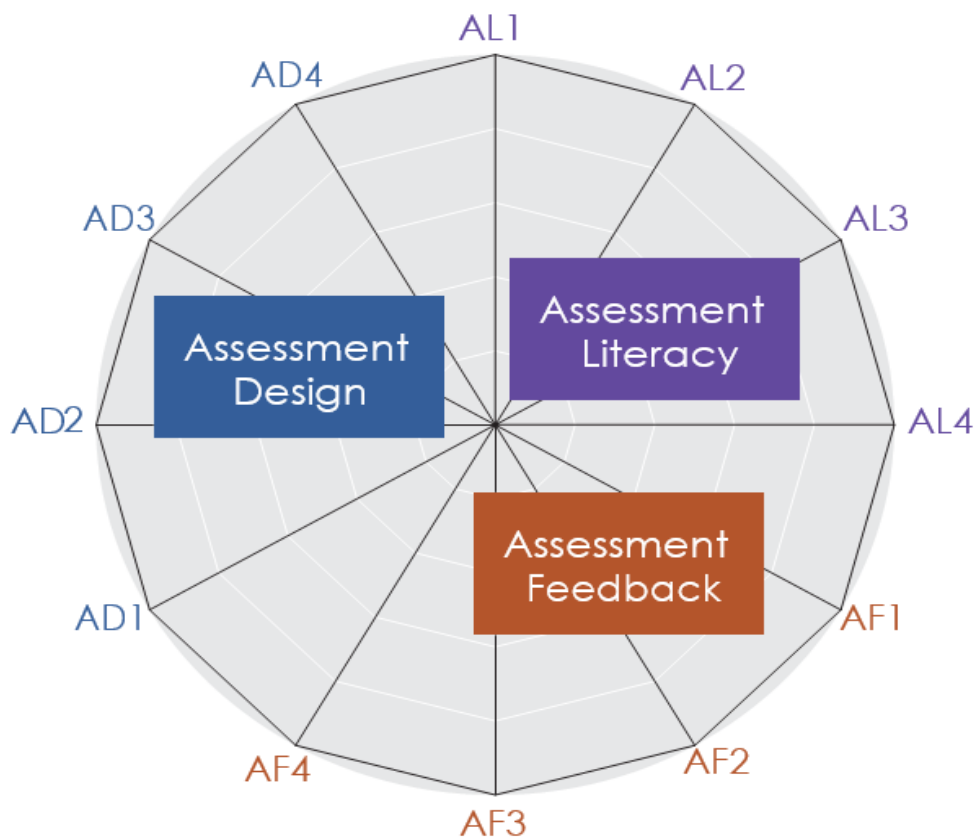 AL1
AD4
AL2
AD3
AL3
Assessment
Literacy
Assessment
Design
AD2
AL4
Assessment
Feedback
AD1
AF1
AF4
AF2
AF3